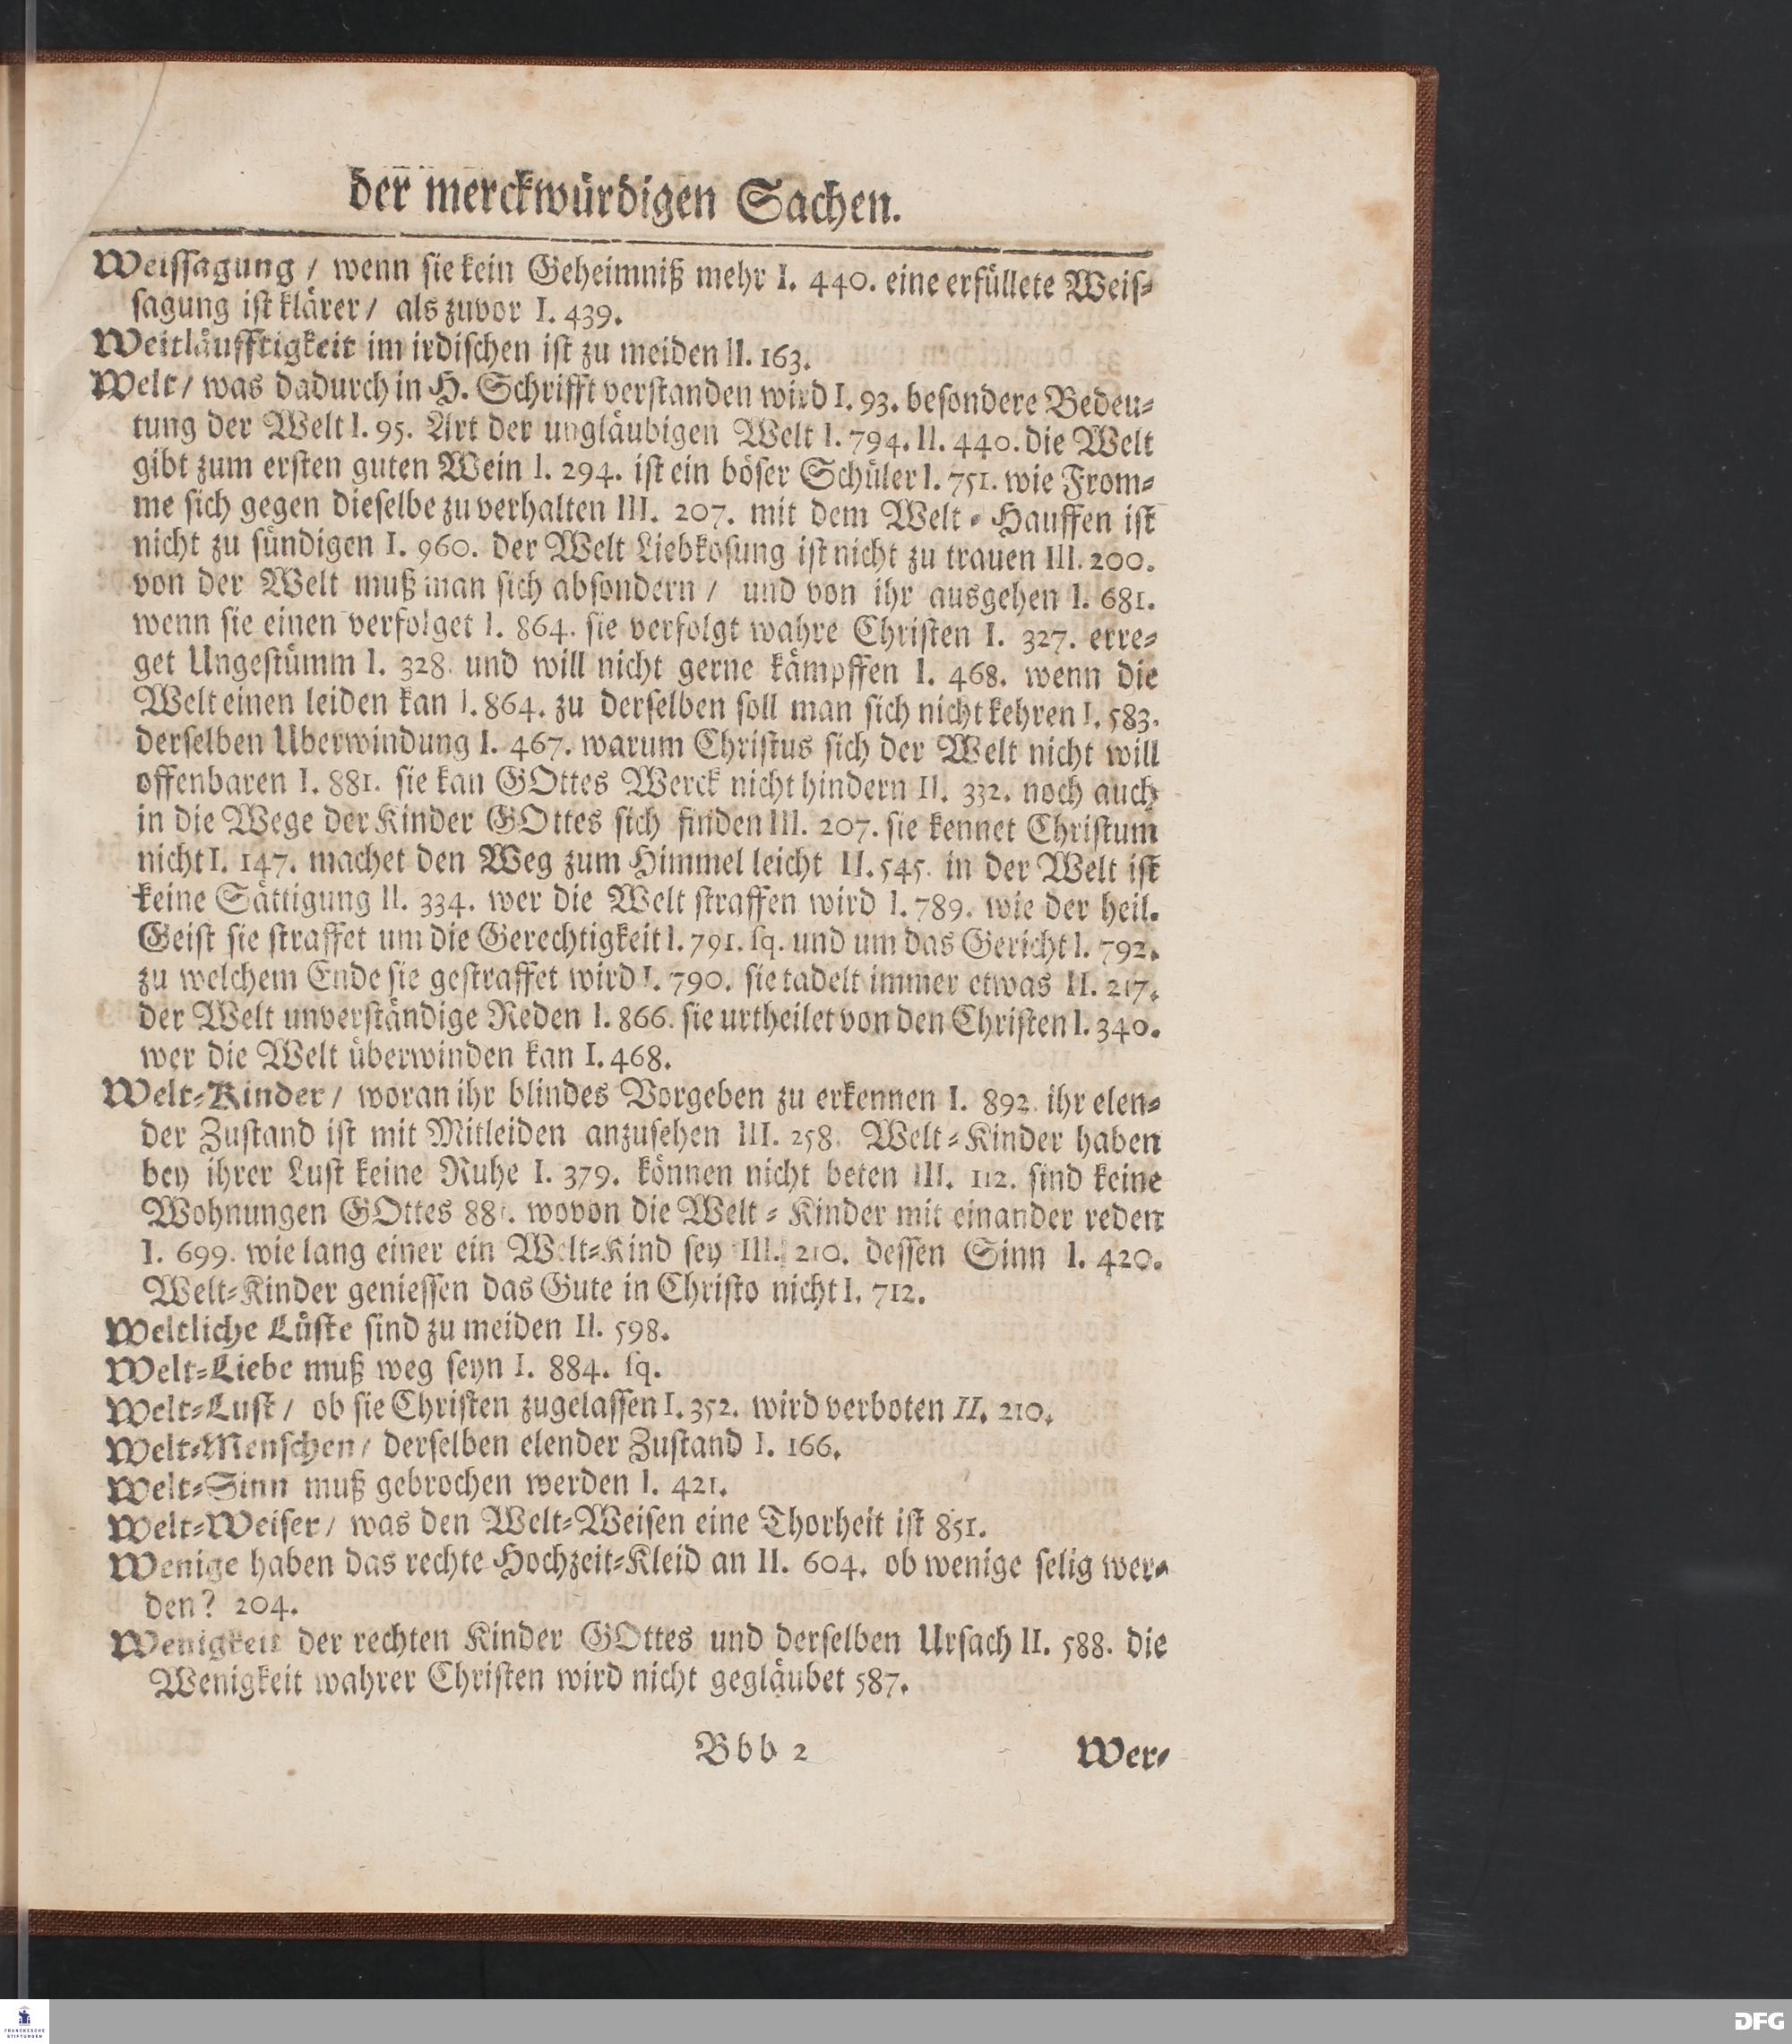 der merckwürdigen Sachen.
Weissagung / wenn sie kein Geheimniß mehr I. 440. eine erfüllete Weis-
sagung ist klärer / als zuvor I. 439.
Weitläufftigkeit im irdischen ist zu meiden II. 163.
Welt / was dadurch in H. Schrifft verstanden wird I. 93. besondere Bedeu-
tung der Welt I. 95. Art der ungläubigen Welt I. 794. II. 440. die Welt
gibt zum ersten guten Wein I. 294. ist ein böser Schüler I. 751. wie From-
me sich gegen dieselbe zu verhalten III. 207. mit dem Welt-Hauffen ist
nicht zu sündigen I. 960. der Welt Liebkosung ist nicht zu trauen III. 200.
von der Welt muß man sich absondern / und von ihr ausgehen I. 681.
wenn sie einen verfolget I. 864. sie verfolgt wahre Christen I. 327. erre-
get Ungestümm I. 328. und will nicht gerne kämpffen I. 468. wenn die
Welt einen leiden kan I. 864. zu derselben soll man sich nicht kehren I. 583.
derselben Uberwindung I. 467. warum Christus sich der Welt nicht will
offenbaren I. 881. sie kan GOttes Werck nicht hindern II. 332. noch auch
in die Wege der Kinder GOttes sich finden III. 207. sie kennet Christum
nicht I. 147. machet den Weg zum Himmel leicht II. 545. in der Welt ist
keine Sättigung II. 334. wer die Welt straffen wird I. 789. wie der heil.
Geist sie straffet um die Gerechtigkeit I. 791. sq. und um das Gericht I. 792.
zu welchem Ende sie gestraffet wird I. 790. sie tadelt immer etwas II. 217.
der Welt unverständige Reden I. 866. sie urtheilet von den Christen I. 340.
wer die Welt überwinden kan I. 468.
Welt-Kinder / woran ihr blindes Vorgeben zu erkennen I. 892. ihr elen-
der Zustand ist mit Mitleiden anzusehen III. 258. Welt-Kinder haben
bey ihrer Lust keine Ruhe I. 379. können nicht beten III. 112. sind keine
Wohnungen GOttes wovon die Welt-Kinder mit einander reden
I. 699. wie lang einer ein Welt-Kind sey III. 210. dessen Sinn I. 420.
Welt-Kinder geniessen das Gute in Christo nicht I. 712.
Weltliche Lüste sind zu meiden II. 598.
Welt-Liebe muß weg seyn I. 884. sq.
Welt-Lust / ob sie Christen zugelassen I. 352. wird verboten II. 210.
Welt-Menschen / derselben elender Zustand I. 166.
Welt-Sinn muß gebrochen werden I. 421.
Welt-Weiser / was den Welt-Weisen eine Thorheit ist 851.
Wenige haben das rechte Hochzeit-Kleid an II. 604. ob wenige selig wer-
den? 204.
Wenigkeit der rechten Kinder GOttes und derselben Ursach II. 588. die
Wenigkeit wahrer Christen wird nicht gegläubet 587.
Bbb 2
Wer-
FRANCKESCHE
STIFTUNGEN
DFG